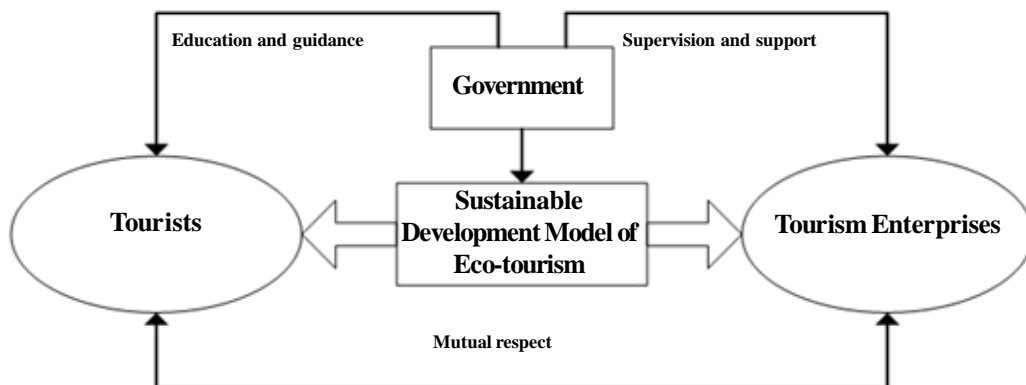 Education and guidance
Supervision and support
Government
Tourists
Sustainable
Development Model of
Eco-tourism
Tourism Enterprises
Mutual respect